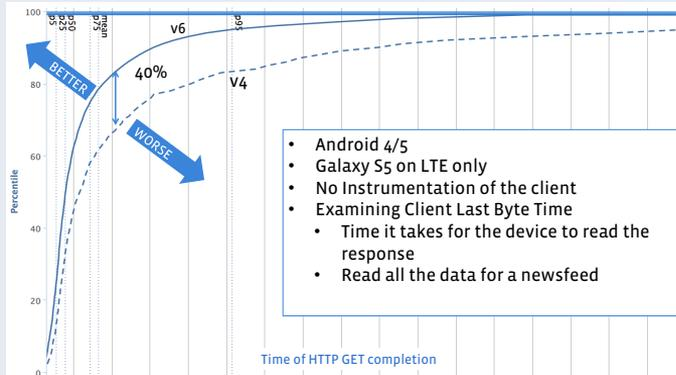 100
80
60
40
20
0
Percentile
p5
p25
p50
p75
mean
p95
v6
40%
v4
BETTER
WORSE
• Android 4/5
• Galaxy S5 on LTE only
• No Instrumentation of the client
• Examining Client Last Byte Time
• Time it takes for the device to read the
response
• Read all the data for a newsfeed
Time of HTTP GET completion